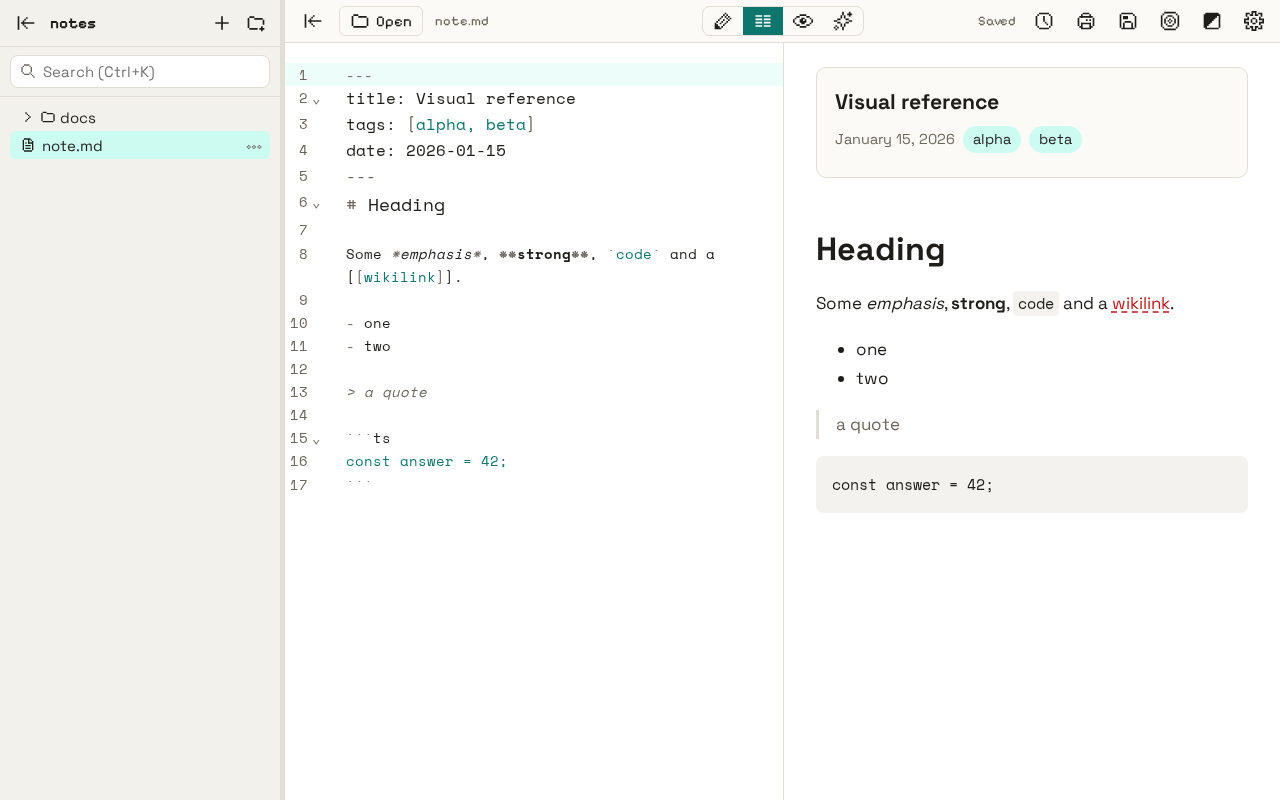 notes
Search (Ctrl+K)
docs
note.md
Open
note.md
Saved
1 ---
2 title: Visual reference
3 tags: [alpha, beta]
4 date: 2026-01-15
5 ---
6 # Heading
7
8 Some *emphasis*, **strong**, `code` and a
[[wikilink]].
9
10 - one
11 - two
12
13 > a quote
14
15 ```ts
16 const answer = 42;
17 ```
Visual reference
January 15, 2026 alpha beta
Heading
Some emphasis, strong, code and a wikilink.
• one
• two
a quote
const answer = 42;